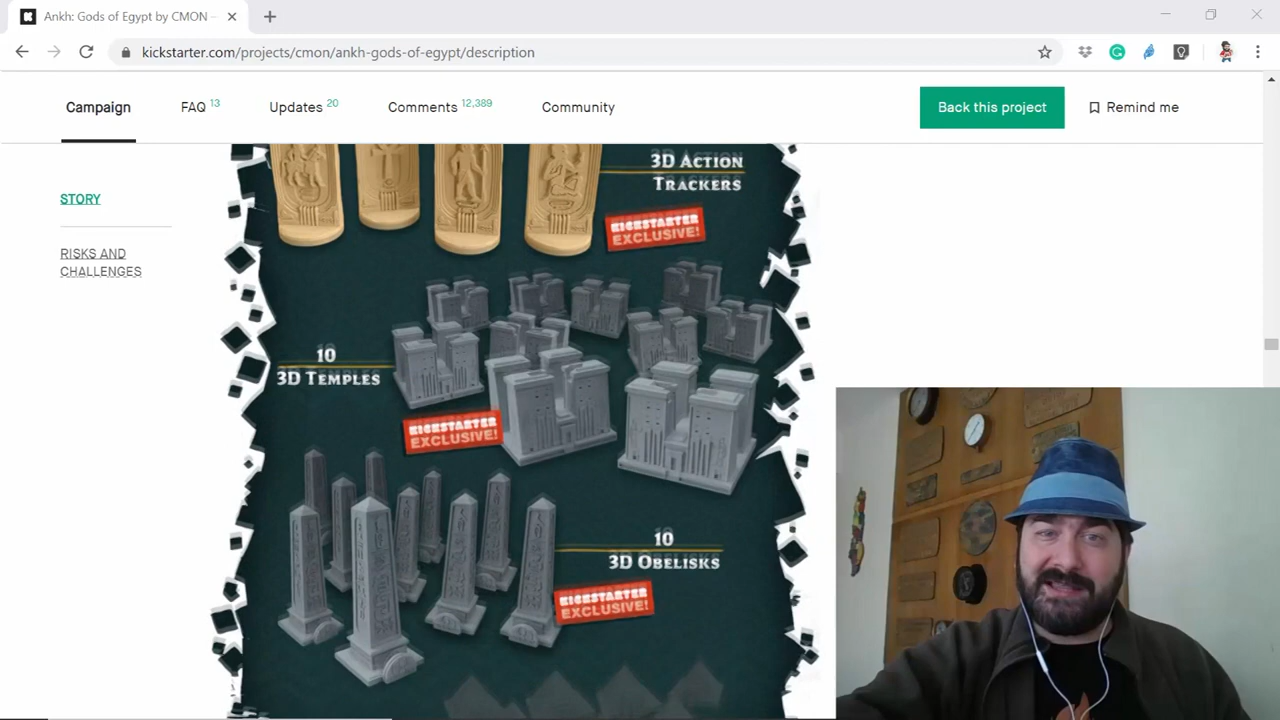 Ankh: Gods of Egypt by CMON –
kickstarter.com/projects/cmon/ankh-gods-of-egypt/description
Campaign
FAQ 13
Updates 20
Comments 12,389
Community
Back this project
Remind me
STORY
RISKS AND
CHALLENGES
3D ACTION
TRACKERS
KICKSTARTER
EXCLUSIVE!
10
3D TEMPLES
KICKSTARTER
EXCLUSIVE!
10
3D OBELISKS
KICKSTARTER
EXCLUSIVE!